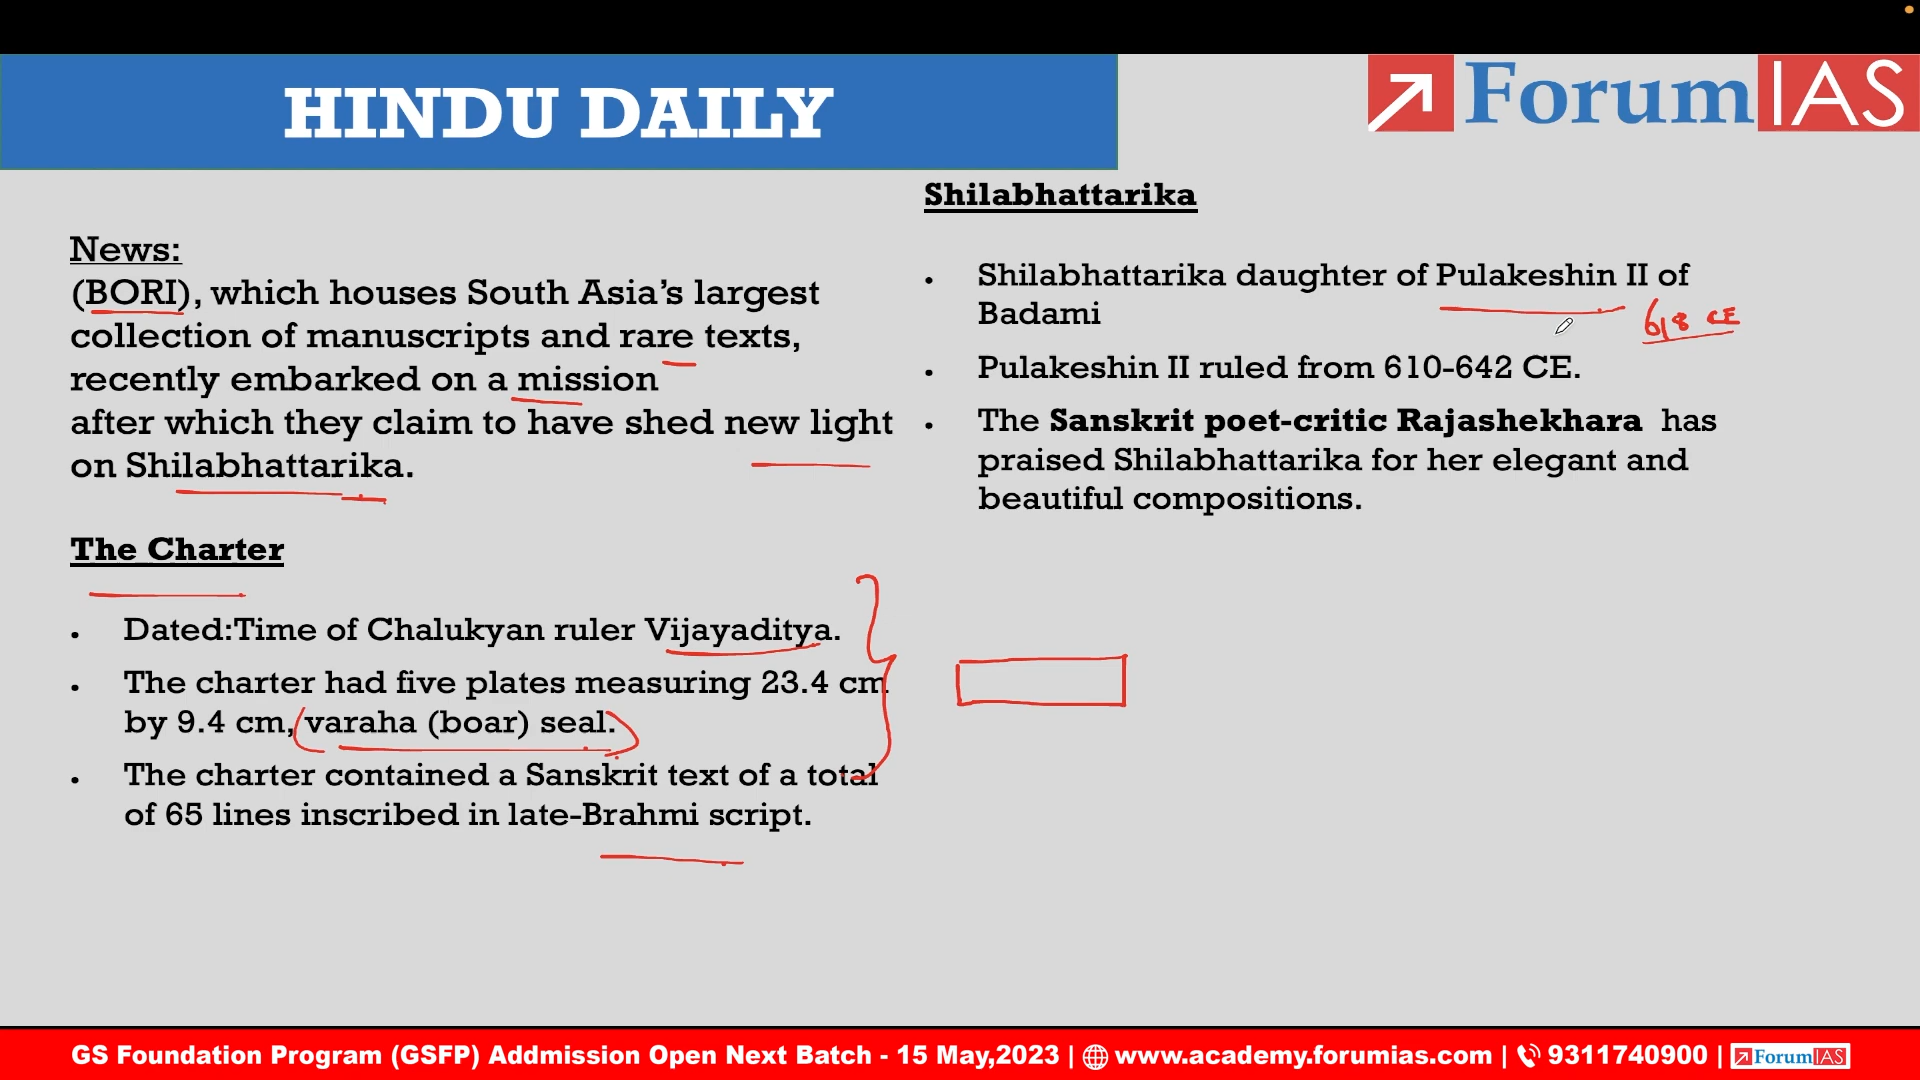 HINDU DAILY
ForumIAS
News:
(BORI), which houses South Asia's largest
collection of manuscripts and rare texts,
recently embarked on a mission
after which they claim to have shed new light
on Shilabhattarika.
The Charter
• Dated:Time of Chalukyan ruler Vijayaditya.
• The charter had five plates measuring 23.4 cm
by 9.4 cm, varaha (boar) seal.
• The charter contained a Sanskrit text of a total
of 65 lines inscribed in late-Brahmi script.
Shilabhattarika
• Shilabhattarika daughter of Pulakeshin II of
Badami
618 CE
• Pulakeshin II ruled from 610-642 CE.
• The Sanskrit poet-critic Rajashekhara has
praised Shilabhattarika for her elegant and
beautiful compositions.
GS Foundation Program (GSFP) Addmission Open Next Batch - 15 May,2023 | www.academy.forumias.com | 9311740900 | ForumIAS